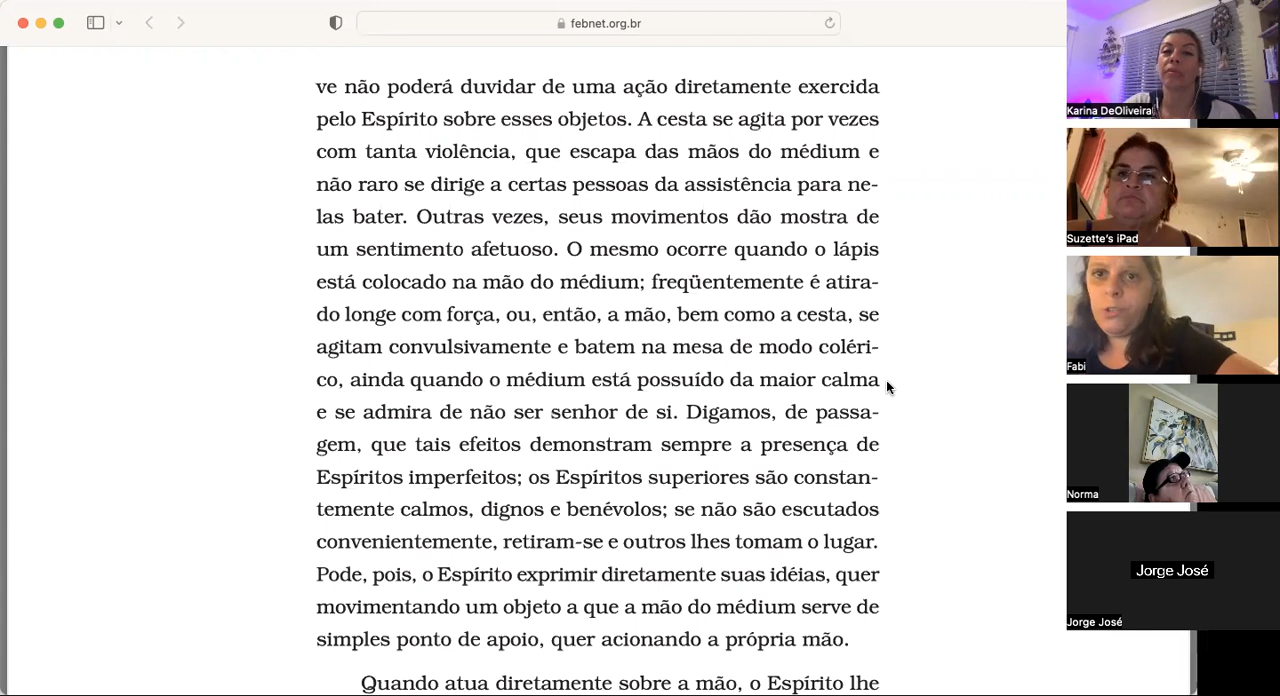 febnet.org.br
ve não poderá duvidar de uma ação diretamente exercida
pelo Espírito sobre esses objetos. A cesta se agita por vezes
com tanta violência, que escapa das mãos do médium e
não raro se dirige a certas pessoas da assistência para ne-
las bater. Outras vezes, seus movimentos dão mostra de
um sentimento afetuoso. O mesmo ocorre quando o lápis
está colocado na mão do médium; freqüentemente é atira-
do longe com força, ou, então, a mão, bem como a cesta, se
agitam convulsivamente e batem na mesa de modo coléri-
co, ainda quando o médium está possuído da maior calma
e se admira de não ser senhor de si. Digamos, de passa-
gem, que tais efeitos demonstram sempre a presença de
Espíritos imperfeitos; os Espíritos superiores são constan-
temente calmos, dignos e benévolos; se não são escutados
convenientemente, retiram-se e outros lhes tomam o lugar.
Pode, pois, o Espírito exprimir diretamente suas idéias, quer
movimentando um objeto a que a mão do médium serve de
simples ponto de apoio, quer acionando a própria mão.
Quando atua diretamente sobre a mão, o Espírito lhe
Karina DeOliveira
Suzette's iPad
Fabi
Norma
Jorge José
Jorge José